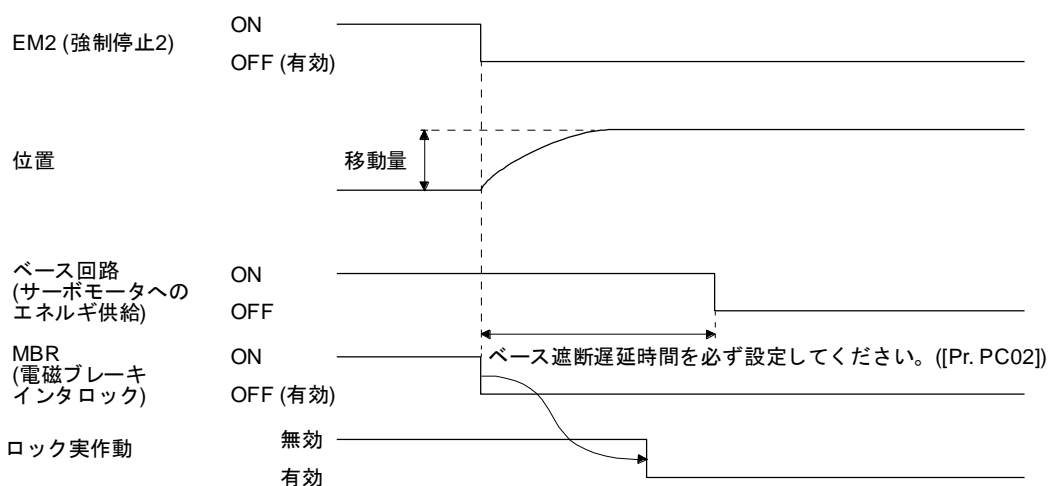 EM2 (強制停止2)
ON
OFF (有効)
位置
移動量
ベース回路
(サーボモータへの
エネルギ供給)
ON
OFF
ベース遮断遅延時間を必ず設定してください。([Pr. PC02])
MBR
(電磁ブレーキ
インタロック)
ON
OFF (有効)
ロック実作動
無効
有効